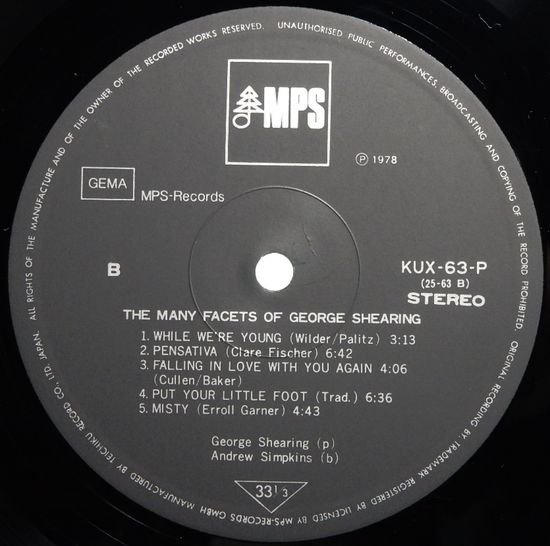 ALL RIGHTS OF THE MANUFACTURE AND OF THE OWNER OF THE RECORDED WORKS RESERVED. UNAUTHORISED PUBLIC PERFORMANCES, BROADCASTING AND COPYING OF THE RECORD PROHIBITED. ORIGINAL RECORDING BY TRADEMARK REGISTERED BY LICENSED BY MPS-RECORDS GMBH MANUFACTURED BY TEICHIKU RECORD CO., LTD. JAPAN.
MPS
Ⓟ 1978
GEMA
MPS-Records
B
KUX-63-P
(25-63 B)
STEREO
THE MANY FACETS OF GEORGE SHEARING
1. WHILE WE'RE YOUNG (Wilder/Palitz) 3:13
2. PENSATIVA (Clare Fischer) 6:42
3. FALLING IN LOVE WITH YOU AGAIN 4:06
(Cullen/Baker)
4. PUT YOUR LITTLE FOOT (Trad.) 6:36
5. MISTY (Erroll Garner) 4:43
George Shearing (p)
Andrew Simpkins (b)
33 1/3